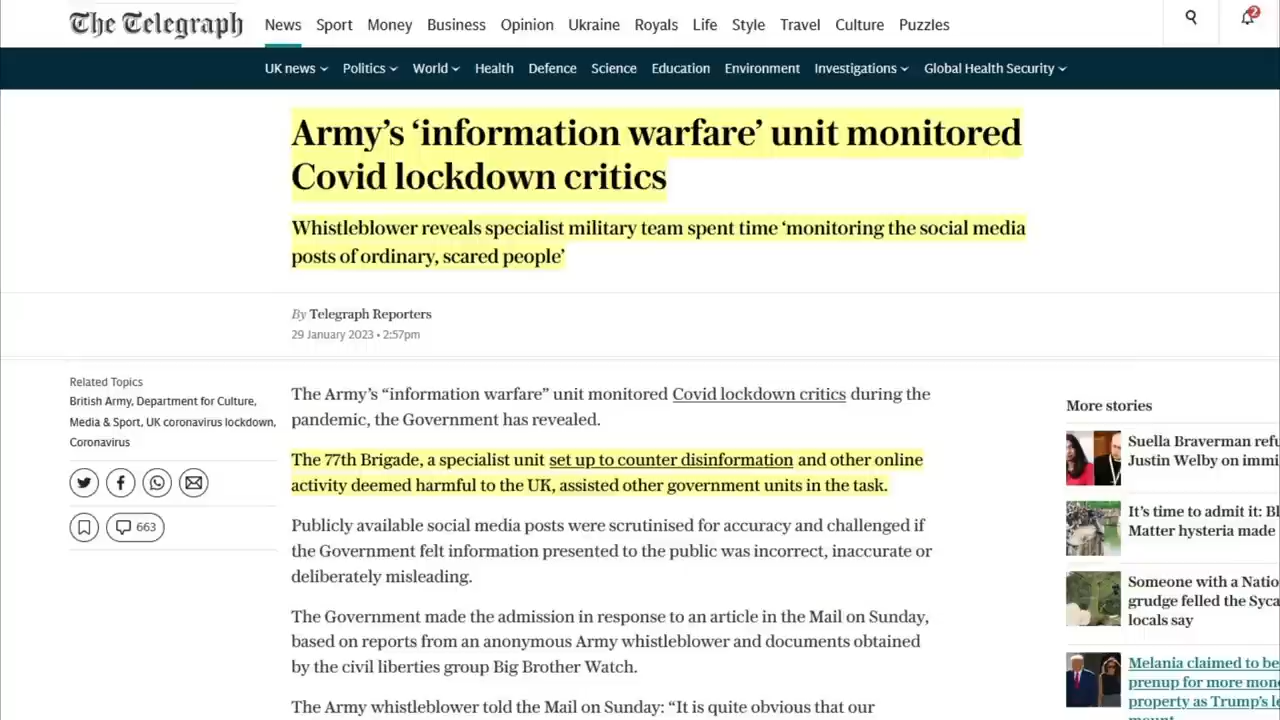 The Telegraph
News Sport Money Business Opinion Ukraine Royals Life Style Travel Culture Puzzles
2
UK news Politics World Health Defence Science Education Environment Investigations Global Health Security
Army’s ‘information warfare’ unit monitored
Covid lockdown critics
Whistleblower reveals specialist military team spent time ‘monitoring the social media
posts of ordinary, scared people’
By Telegraph Reporters
29 January 2023 • 2:57pm
Related Topics
British Army, Department for Culture,
Media & Sport, UK coronavirus lockdown,
Coronavirus
663
The Army’s “information warfare” unit monitored Covid lockdown critics during the
pandemic, the Government has revealed.
The 77th Brigade, a specialist unit set up to counter disinformation and other online
activity deemed harmful to the UK, assisted other government units in the task.
Publicly available social media posts were scrutinised for accuracy and challenged if
the Government felt information presented to the public was incorrect, inaccurate or
deliberately misleading.
The Government made the admission in response to an article in the Mail on Sunday,
based on reports from an anonymous Army whistleblower and documents obtained
by the civil liberties group Big Brother Watch.
The Army whistleblower told the Mail on Sunday: “It is quite obvious that our
More stories
Suella Braverman refu
Justin Welby on immi
It’s time to admit it: Bl
Matter hysteria made
Someone with a Natio
grudge felled the Syca
locals say
Melania claimed to be
prenup for more mone
property as Trump’s le